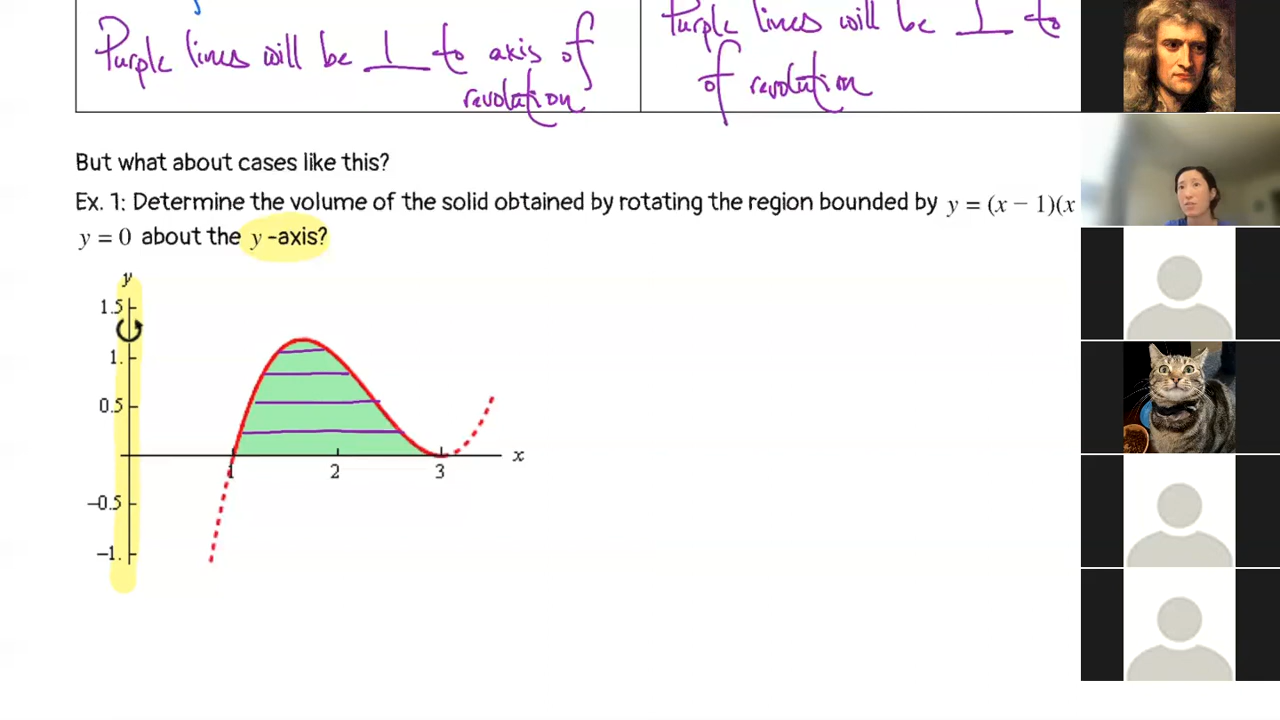 Purple lines will be ⊥ to axis of
revolution
Purple lines will be ⊥ to
of revolution
But what about cases like this?
Ex. 1: Determine the volume of the solid obtained by rotating the region bounded by y = (x − 1)(x
y = 0 about the y -axis?
y
1.5
1.
0.5
x
1 2 3
−0.5
−1.